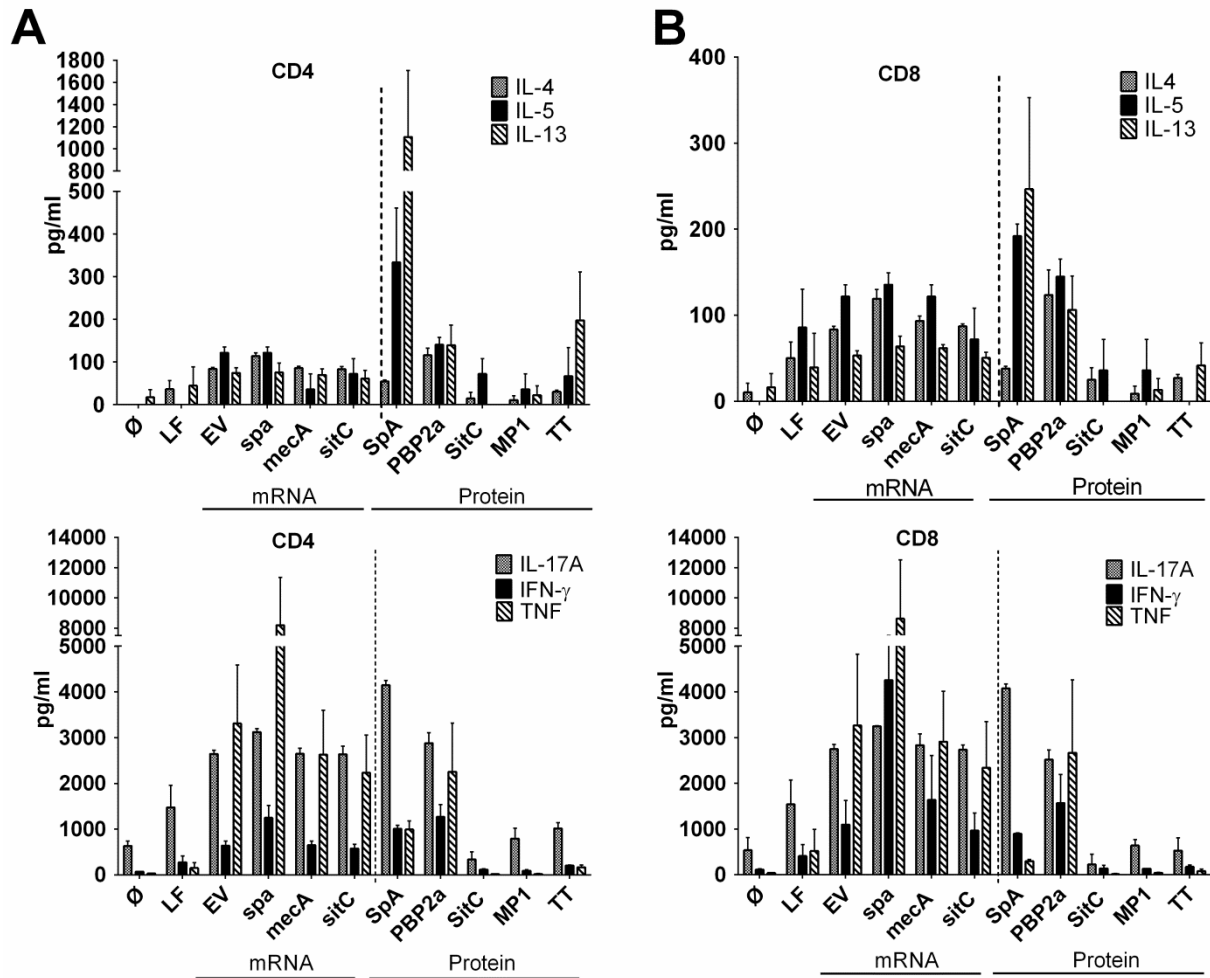 A
CD4
IL-4
IL-5
IL-13
1800
1600
1400
1200
1000
800
500
400
300
200
100
0
pg/ml
Ø LF EV spa mecA sitC SpA PBP2a SitC MP1 TT
mRNA Protein
B
CD8
IL4
IL-5
IL-13
400
300
200
100
0
pg/ml
Ø LF EV spa mecA sitC SpA PBP2a SitC MP1 TT
mRNA Protein
CD4
IL-17A
IFN-γ
TNF
14000
12000
10000
8000
5000
4000
3000
2000
1000
0
pg/ml
Ø LF EV spa mecA sitC SpA PBP2a SitC MP1 TT
mRNA Protein
CD8
IL-17A
IFN-γ
TNF
14000
12000
10000
8000
5000
4000
3000
2000
1000
0
pg/ml
Ø LF EV spa mecA sitC SpA PBP2a SitC MP1 TT
mRNA Protein